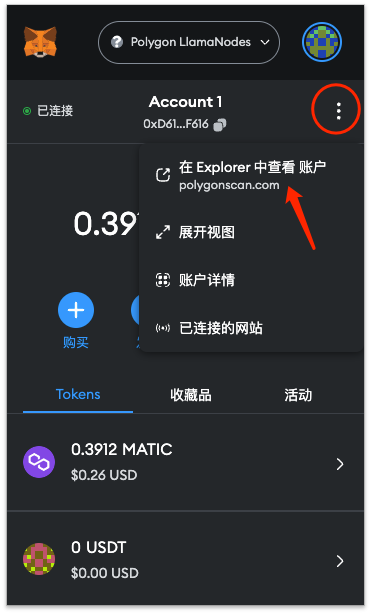 Polygon LlamaNodes
已连接
Account 1
0xD61...F616
在 Explorer 中查看 账户
polygonscan.com
0.39
展开视图
账户详情
购买
已连接的网站
Tokens
收藏品
活动
0.3912 MATIC
$0.26 USD
0 USDT
$0.00 USD